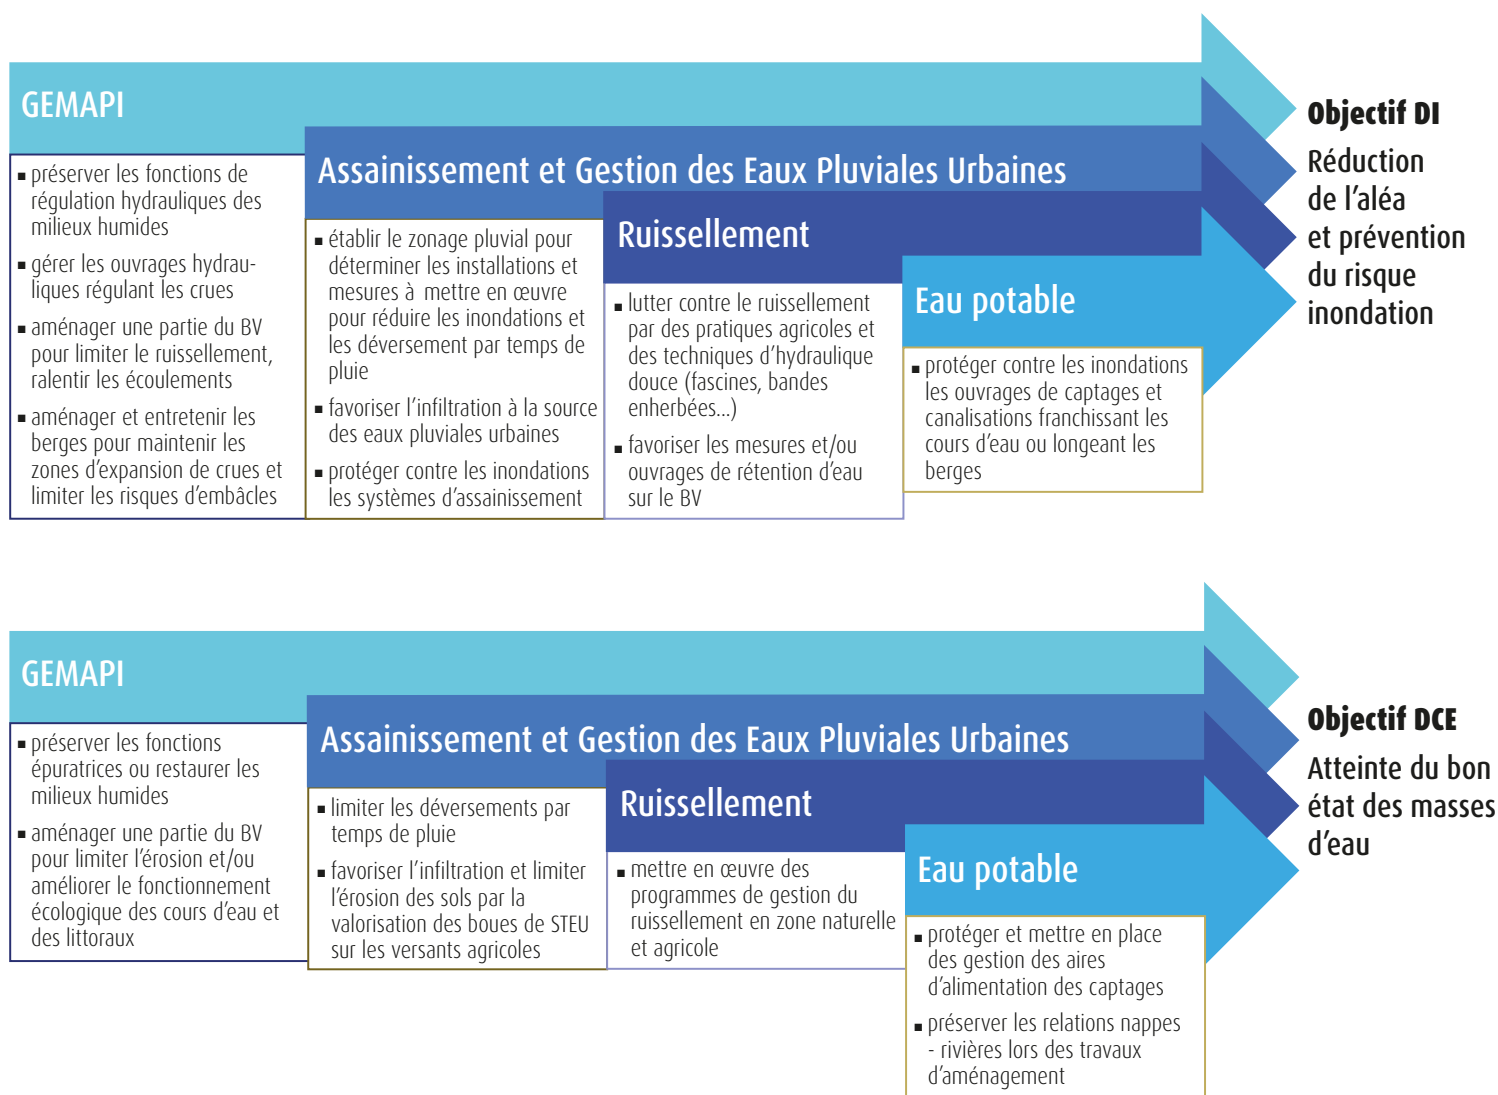 GEMAPI
▪ préserver les fonctions de
régulation hydrauliques des
milieux humides
▪ gérer les ouvrages hydrau-
liques régulant les crues
▪ aménager une partie du BV
pour limiter le ruissellement,
ralentir les écoulements
▪ aménager et entretenir les
berges pour maintenir les
zones d'expansion de crues et
limiter les risques d'embâcles
Assainissement et Gestion des Eaux Pluviales Urbaines
▪ établir le zonage pluvial pour
déterminer les installations et
mesures à mettre en œuvre
pour réduire les inondations et
les déversement par temps de
pluie
▪ favoriser l'infiltration à la source
des eaux pluviales urbaines
▪ protéger contre les inondations
les systèmes d'assainissement
Ruissellement
▪ lutter contre le ruissellement
par des pratiques agricoles et
des techniques d'hydraulique
douce (fascines, bandes
enherbées...)
▪ favoriser les mesures et/ou
ouvrages de rétention d'eau
sur le BV
Eau potable
▪ protéger contre les inondations
les ouvrages de captages et
canalisations franchissant les
cours d'eau ou longeant les
berges
Objectif DI
Réduction
de l'aléa
et prévention
du risque
inondation
GEMAPI
▪ préserver les fonctions
épuratrices ou restaurer les
milieux humides
▪ aménager une partie du BV
pour limiter l'érosion et/ou
améliorer le fonctionnement
écologique des cours d'eau et
des littoraux
Assainissement et Gestion des Eaux Pluviales Urbaines
▪ limiter les déversements par
temps de pluie
▪ favoriser l'infiltration et limiter
l'érosion des sols par la
valorisation des boues de STEU
sur les versants agricoles
Ruissellement
▪ mettre en œuvre des
programmes de gestion du
ruissellement en zone naturelle
et agricole
Eau potable
▪ protéger et mettre en place
des gestion des aires
d'alimentation des captages
▪ préserver les relations nappes
- rivières lors des travaux
d'aménagement
Objectif DCE
Atteinte du bon
état des masses
d'eau